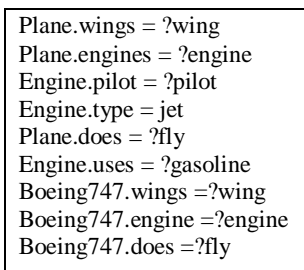 Plane.wings = ?wing
Plane.engines = ?engine
Engine.pilot = ?pilot
Engine.type = jet
Plane.does = ?fly
Engine.uses = ?gasoline
Boeing747.wings =?wing
Boeing747.engine =?engine
Boeing747.does =?fly